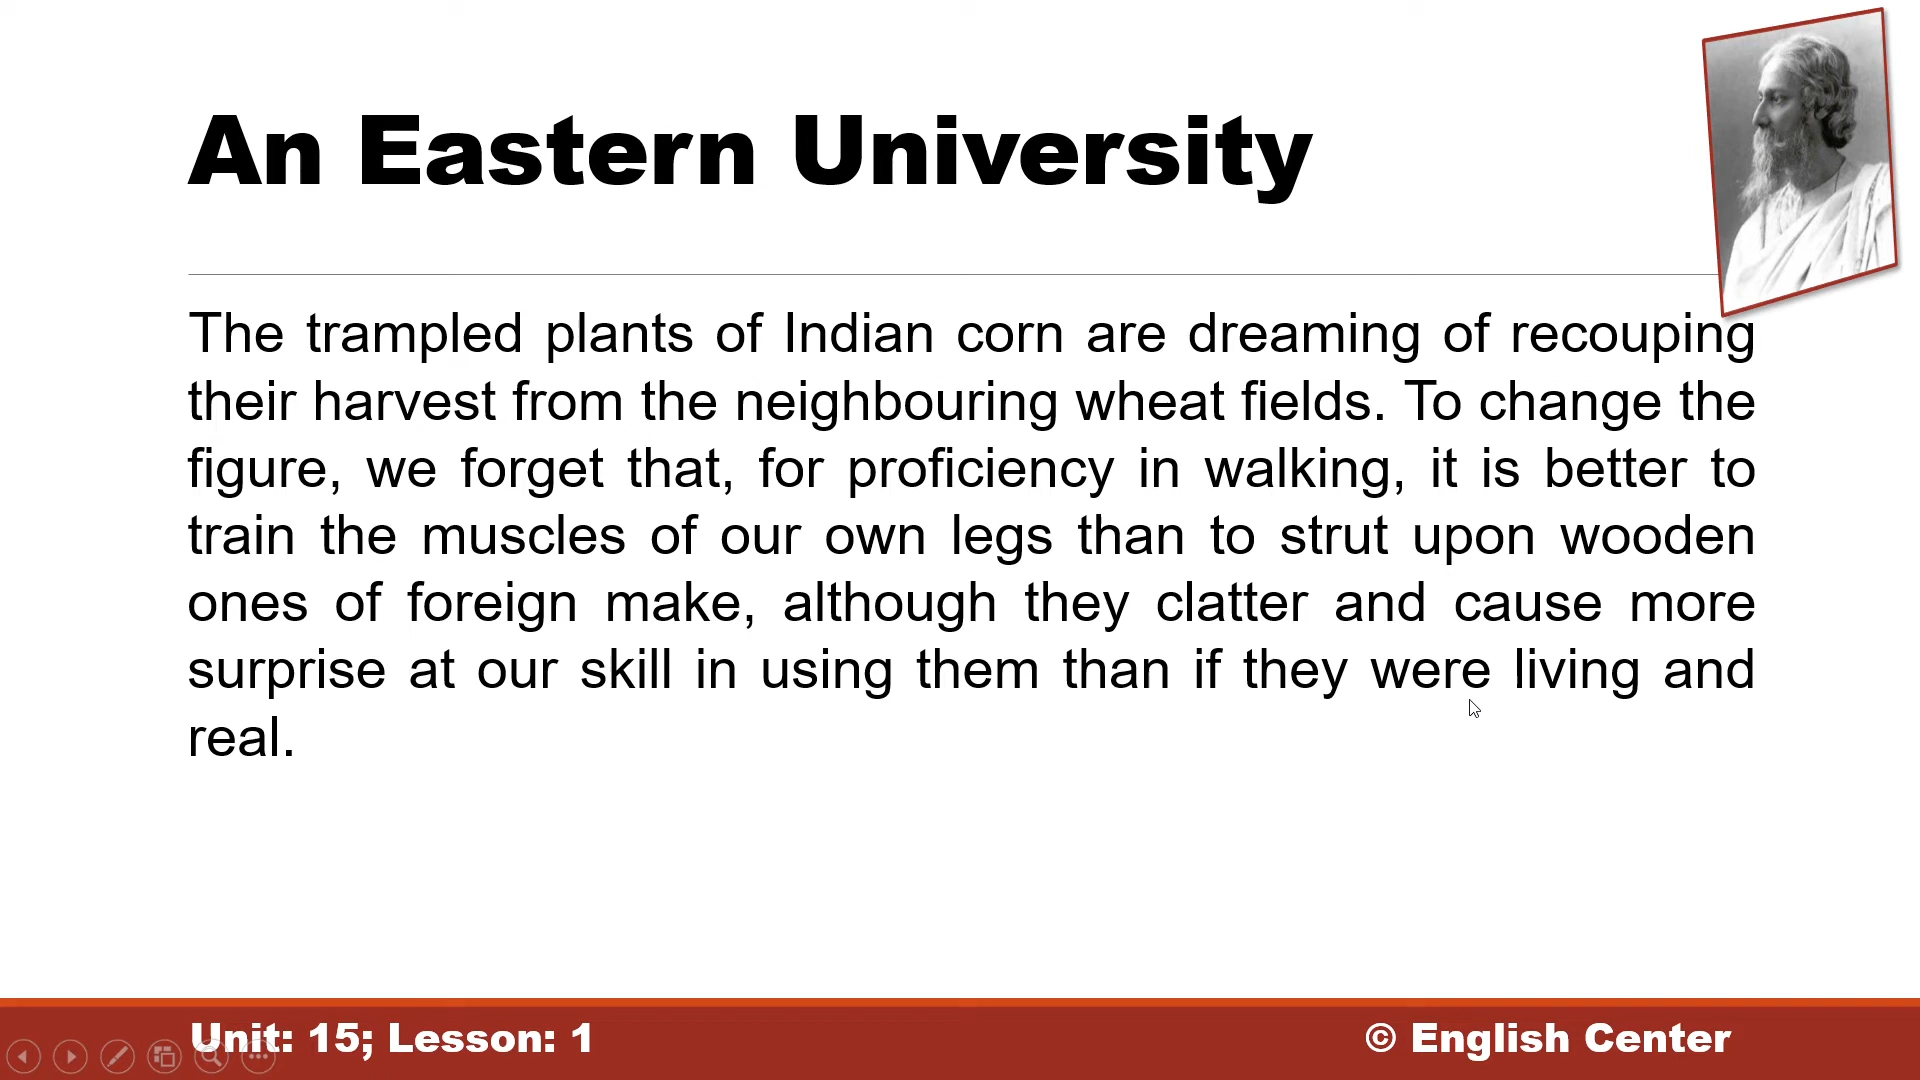 An Eastern University
The trampled plants of Indian corn are dreaming of recouping
their harvest from the neighbouring wheat fields. To change the
figure, we forget that, for proficiency in walking, it is better to
train the muscles of our own legs than to strut upon wooden
ones of foreign make, although they clatter and cause more
surprise at our skill in using them than if they were living and
real.
Unit: 15; Lesson: 1
© English Center